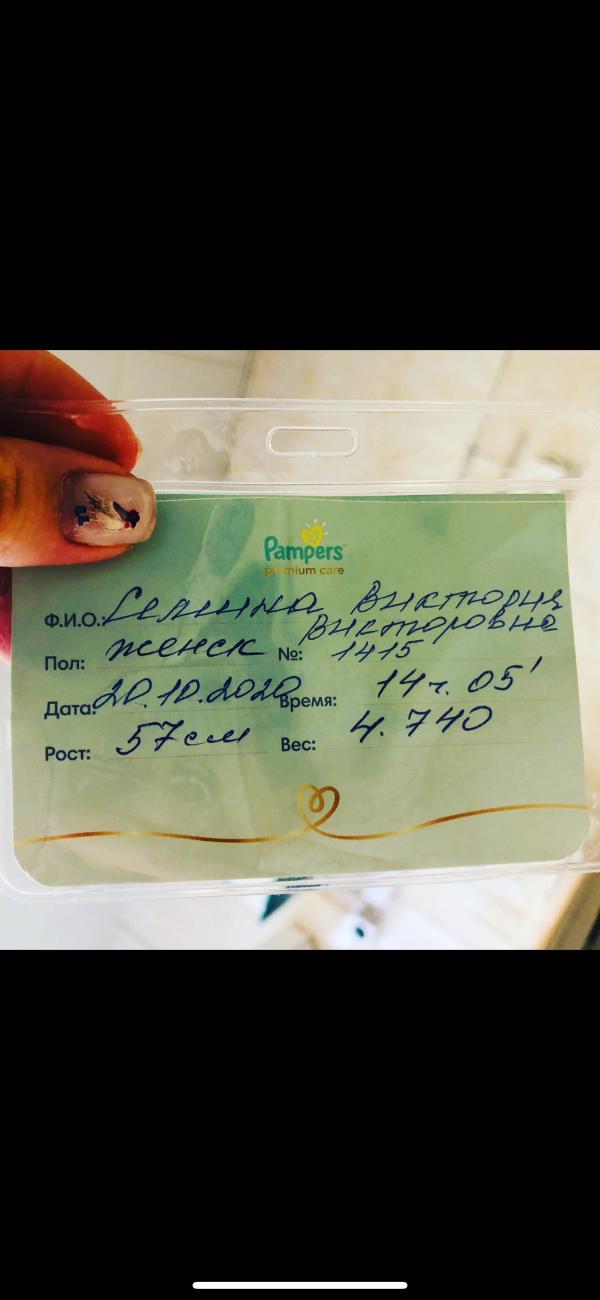 Pampers
premium care
Ф.И.О.: Селина Виктория
Викторовна
Пол: женск №: 1415
Дата: 20.10.2020 Время: 14ч. 05'
Рост: 57см Вес: 4.740